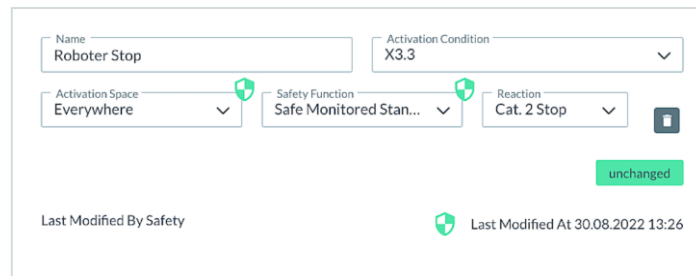 Name
Roboter Stop
Activation Condition
X3.3
Activation Space
Everywhere
Safety Function
Safe Monitored Stan...
Reaction
Cat. 2 Stop
unchanged
Last Modified By Safety
Last Modified At 30.08.2022 13:26